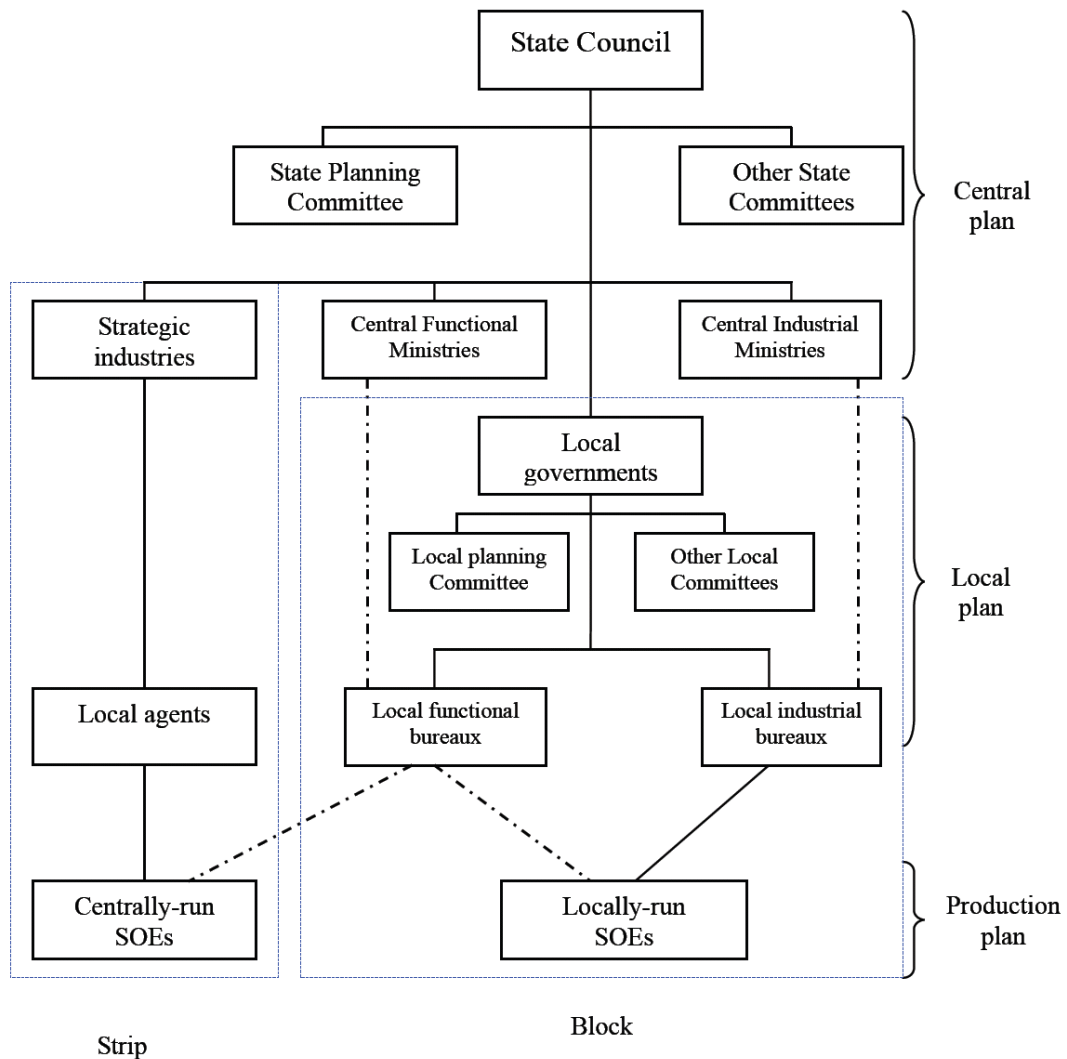 State Council
State Planning
Committee
Other State
Committees
Central
plan
Strategic
industries
Central Functional
Ministries
Central Industrial
Ministries
Local
governments
Local planning
Committee
Other Local
Committees
Local
plan
Local agents
Local functional
bureaux
Local industrial
bureaux
Centrally-run
SOEs
Locally-run
SOEs
Production
plan
Block
Strip